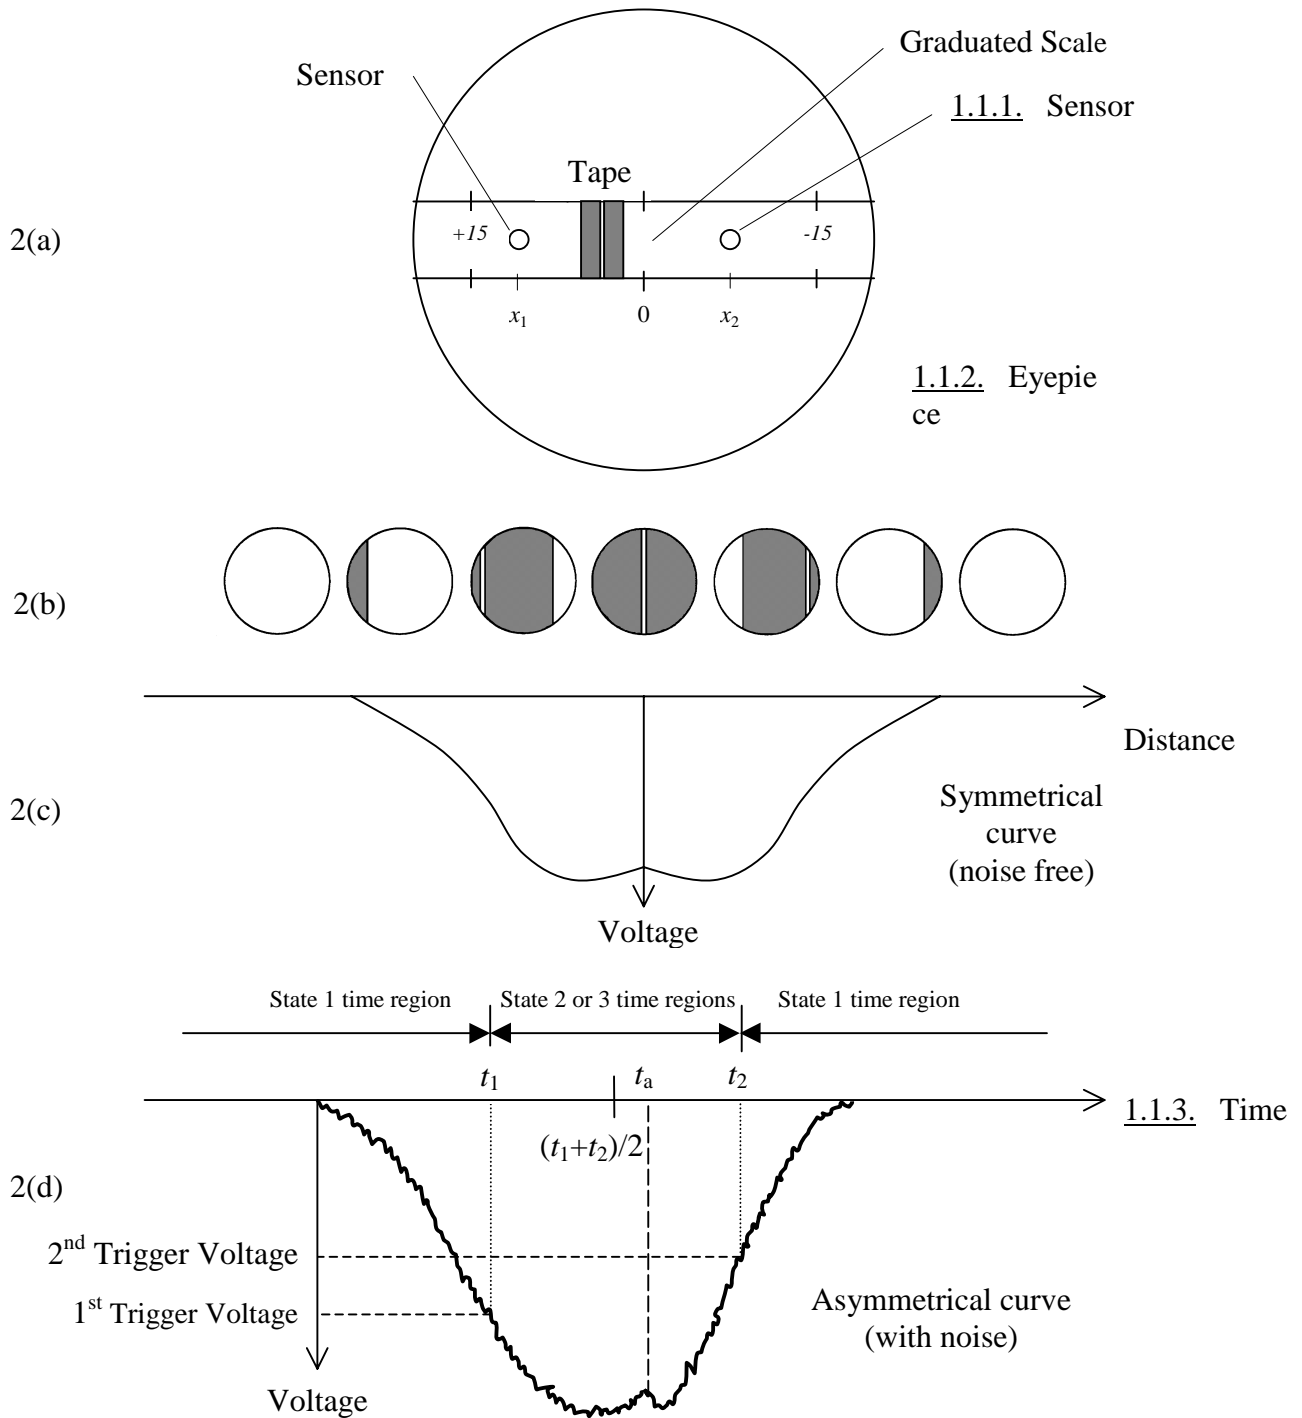 Graduated Scale
Sensor
1.1.1. Sensor
Tape
2(a)
+15
-15
x1
0
x2
1.1.2. Eyepie
ce
2(b)
Distance
2(c)
Symmetrical
curve
(noise free)
Voltage
State 1 time region
State 2 or 3 time regions
State 1 time region
t1
ta
t2
1.1.3. Time
(t1+t2)/2
2(d)
2nd Trigger Voltage
1st Trigger Voltage
Asymmetrical curve
(with noise)
Voltage